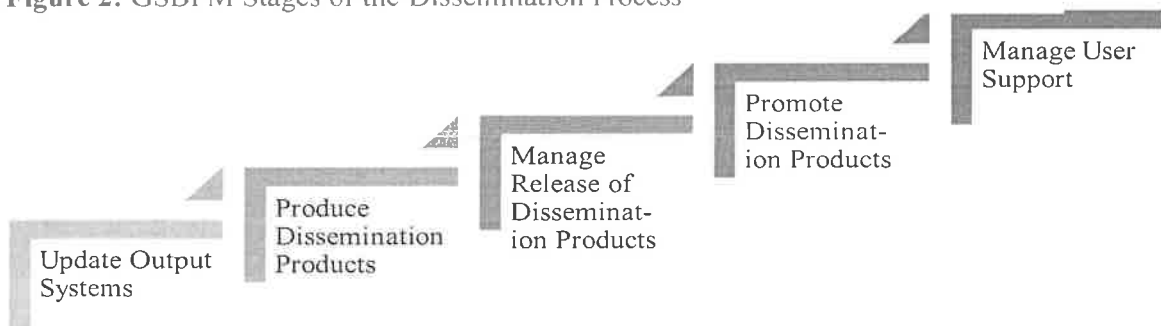 Figure 2: GSBPM Stages of the Dissemination Process
Update Output
Systems
Produce
Dissemination
Products
Manage
Release of
Disseminat-
ion Products
Promote
Disseminat-
ion Products
Manage User
Support